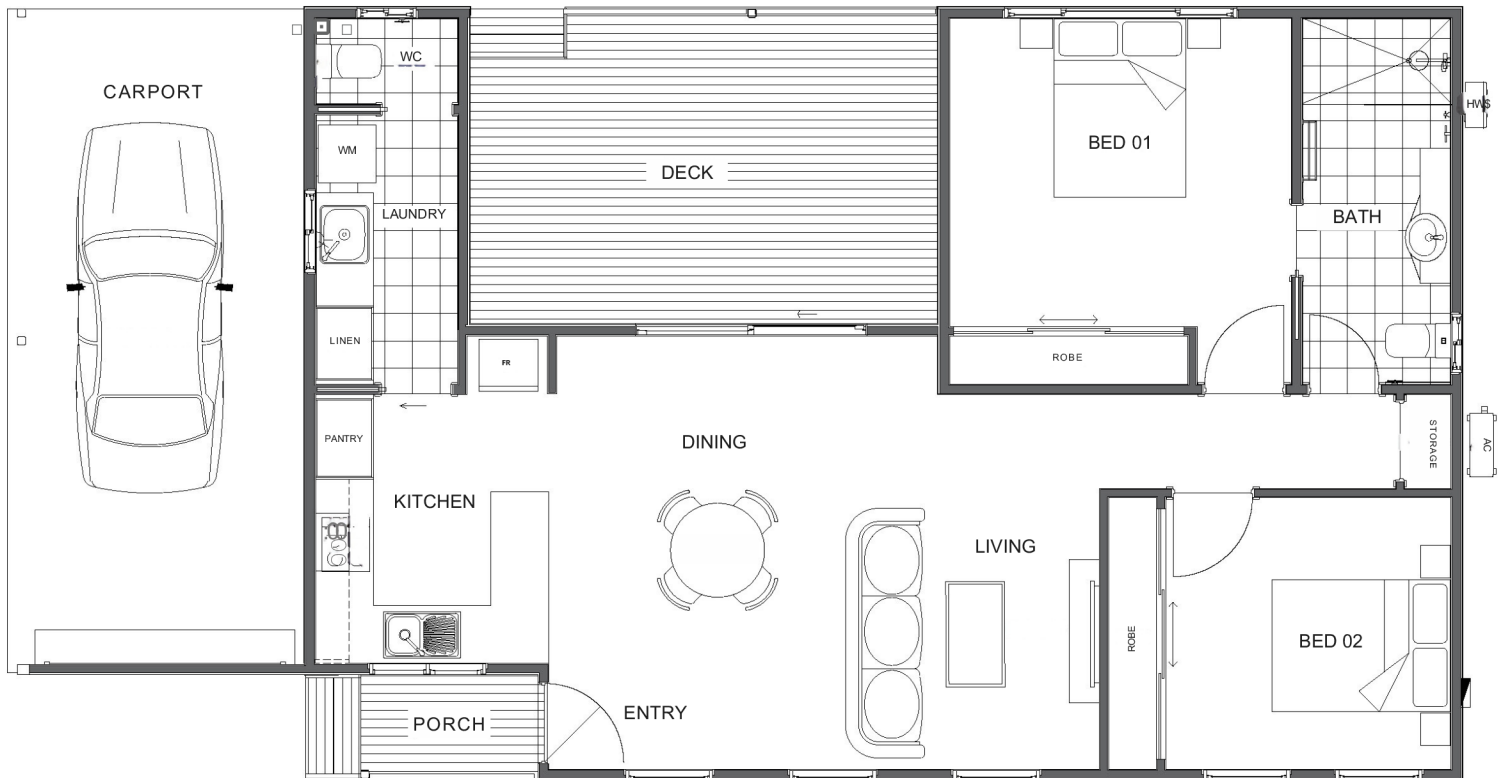 WC
CARPORT
HWS
BED 01
WM
DECK
LAUNDRY
BATH
LINEN
FR
ROBE
PANTRY
DINING
STORAGE
AC
KITCHEN
LIVING
ROBE
BED 02
ENTRY
PORCH